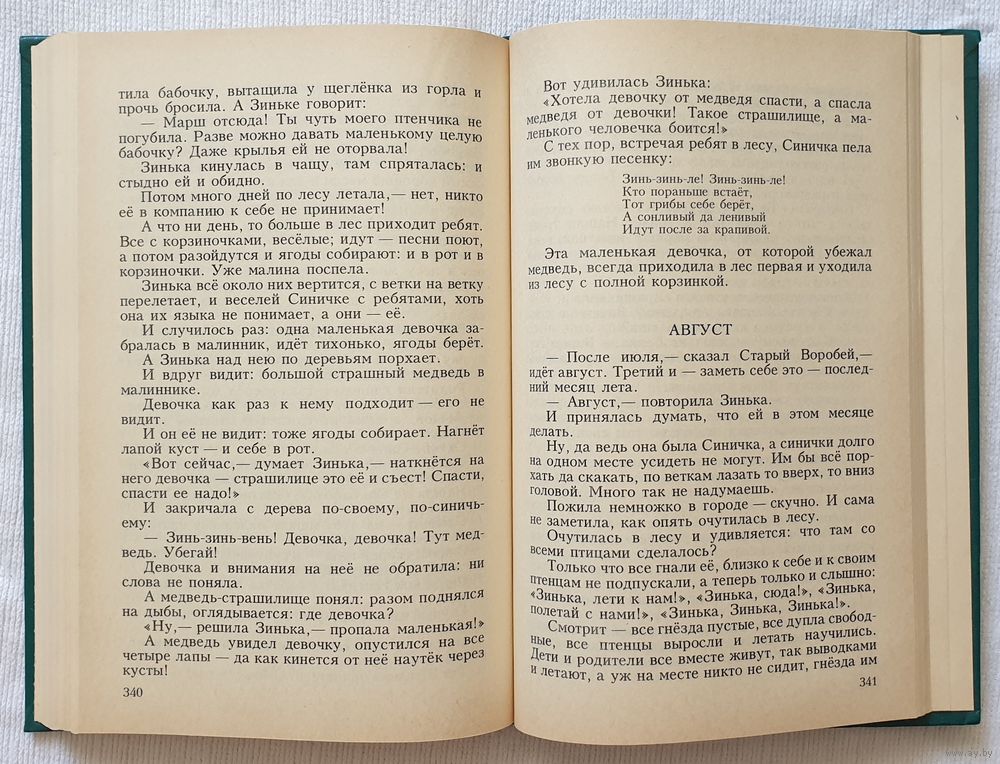 тила бабочку, вытащила у щеглёнка из горла и
прочь бросила. А Зиньке говорит:
— Марш отсюда! Ты чуть моего птенчика не
погубила. Разве можно давать маленькому целую
бабочку? Даже крылья ей не оторвала!
Зинька кинулась в чащу, там спряталась: и
стыдно ей и обидно.
Потом много дней по лесу летала,— нет, никто
её в компанию к себе не принимает!
А что ни день, то больше в лес приходит ребят.
Все с корзиночками, весёлые; идут — песни поют,
а потом разойдутся и ягоды собирают: и в рот и в
корзиночки. Уже малина поспела.
Зинька всё около них вертится, с ветки на ветку
перелетает, и веселей Синичке с ребятами, хоть
она их языка не понимает, а они — её.
И случилось раз: одна маленькая девочка за-
бралась в малинник, идёт тихонько, ягоды берёт.
А Зинька над нею по деревьям порхает.
И вдруг видит: большой страшный медведь в
малиннике.
Девочка как раз к нему подходит — его не
видит.
И он её не видит: тоже ягоды собирает. Нагнёт
лапой куст — и себе в рот.
«Вот сейчас,— думает Зинька,— наткнётся на
него девочка — страшилище это её и съест! Спасти,
спасти ее надо!»
И закричала с дерева по-своему, по-синичь-
ему:
— Зинь-зинь-вень! Девочка, девочка! Тут мед-
ведь. Убегай!
Девочка и внимания на неё не обратила: ни
слова не поняла.
А медведь-страшилище понял: разом поднялся
на дыбы, оглядывается: где девочка?
«Ну,— решила Зинька,— пропала маленькая!»
А медведь увидел девочку, опустился на все
четыре лапы — да как кинется от неё наутёк через
кусты!
340
Вот удивилась Зинька:
«Хотела девочку от медведя спасти, а спасла
медведя от девочки! Такое страшилище, а ма-
ленького человечка боится!»
С тех пор, встречая ребят в лесу, Синичка пела
им звонкую песенку:
Зинь-зинь-ле! Зинь-зинь-ле!
Кто пораньше встаёт,
Тот грибы себе берёт,
А сонливый да ленивый
Идут после за крапивой.
Эта маленькая девочка, от которой убежал
медведь, всегда приходила в лес первая и уходила
из лесу с полной корзинкой.
АВГУСТ
— После июля,— сказал Старый Воробей,—
идёт август. Третий и — заметь себе это — послед-
ний месяц лета.
— Август,— повторила Зинька.
И принялась думать, что ей в этом месяце
делать.
Ну, да ведь она была Синичка, а синички долго
на одном месте усидеть не могут. Им бы всё пор-
хать да скакать, по веткам лазать то вверх, то вниз
головой. Много так не надумаешь.
Пожила немножко в городе — скучно. И сама
не заметила, как опять очутилась в лесу.
Очутилась в лесу и удивляется: что там со
всеми птицами сделалось?
Только что все гнали её, близко к себе и к своим
птенцам не подпускали, а теперь только и слышно:
«Зинька, лети к нам!», «Зинька, сюда!», «Зинька,
полетай с нами!», «Зинька, Зинька, Зинька!».
Смотрит — все гнёзда пустые, все дупла свобод-
ные, все птенцы выросли и летать научились.
Дети и родители все вместе живут, так выводками
и летают, а уж на месте никто не сидит, гнёзда им
341
www.ay.by